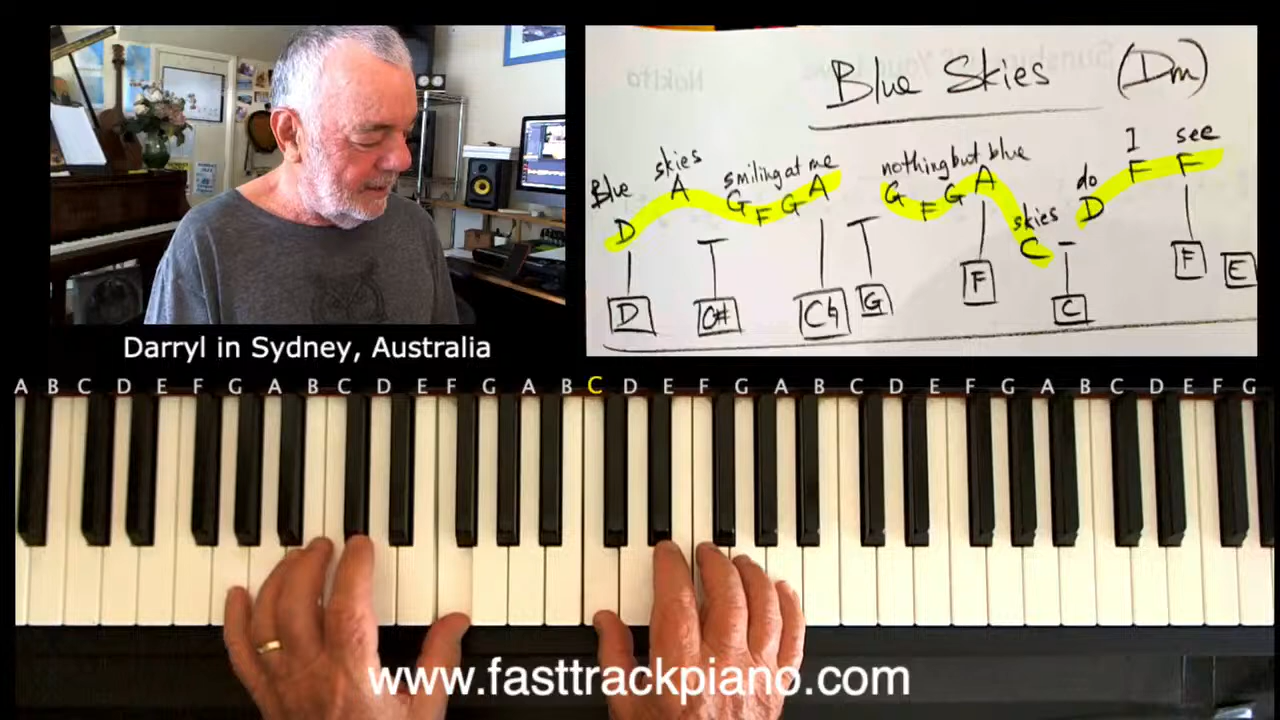 Blue Skies (Dm)
Blue skies smiling at me nothing but blue skies do I see
D A G F G A G F G A C D F F
D C# C♮ G F C F E
Darryl in Sydney, Australia
A B C D E F G A B C D E F G A B C D E F G A B C D E F G A B C D E F G
www.fasttrackpiano.com